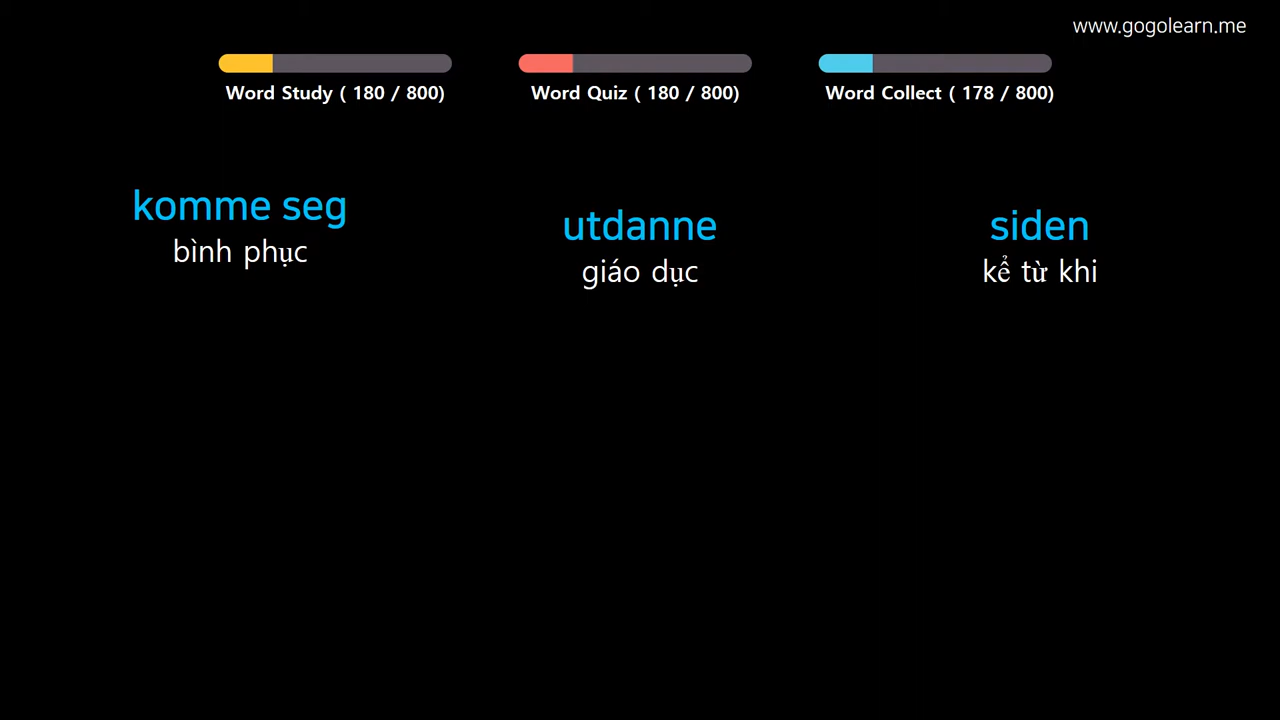 www.gogolearn.me
Word Study ( 180 / 800)
Word Quiz ( 180 / 800)
Word Collect ( 178 / 800)
komme seg
bình phục
utdanne
giáo dục
siden
kể từ khi